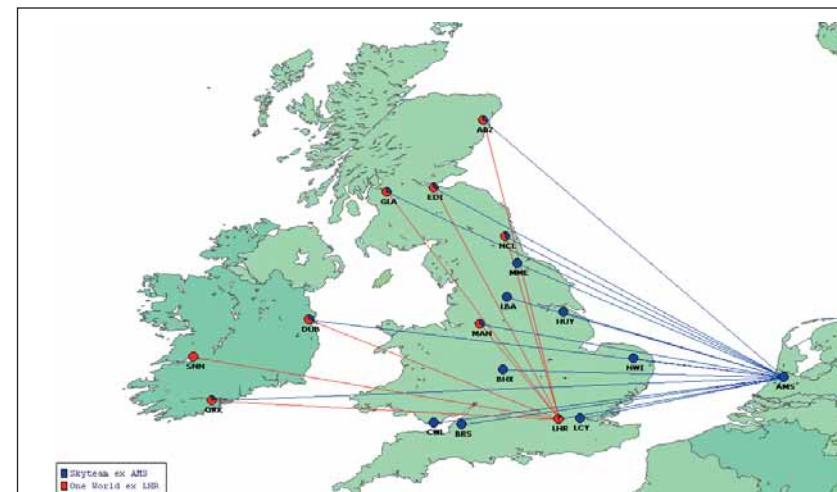 ABZ
GLA
EDI
NCL
MME
LBA
HUY
DUB
MAN
SNN
NWI
BHX
AMS
ORK
CWL
BRS
LHR
LCY
Skyteam ex AMS
One World ex LHR